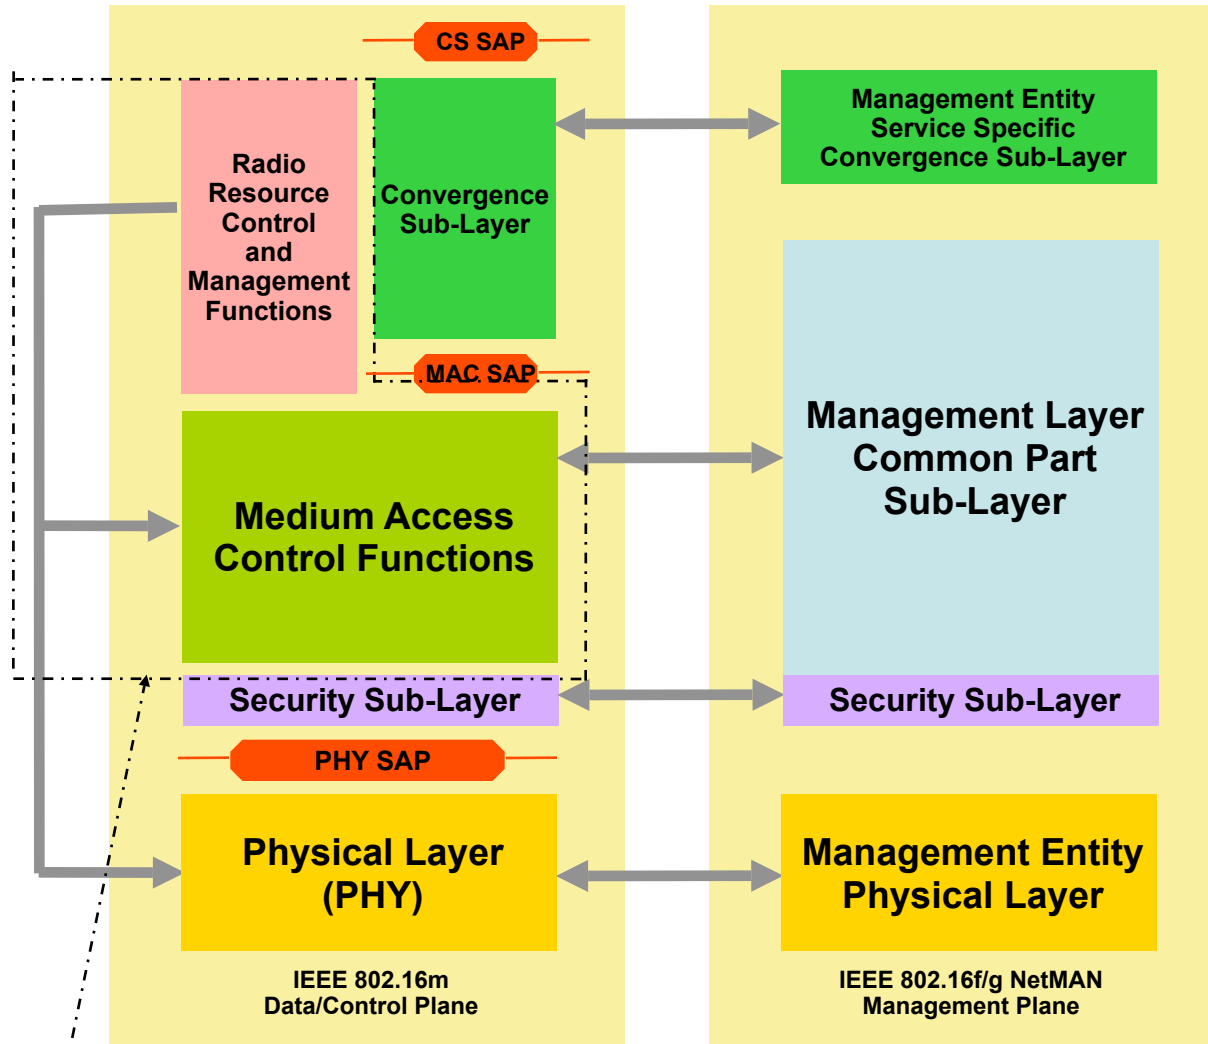 CS SAP
Radio
Resource
Control
and
Management
Functions
Convergence
Sub-Layer
MAC SAP
Medium Access
Control Functions
Security Sub-Layer
PHY SAP
Physical Layer
(PHY)
IEEE 802.16m
Data/Control Plane
Management Entity
Service Specific
Convergence Sub-Layer
Management Layer
Common Part
Sub-Layer
Security Sub-Layer
Management Entity
Physical Layer
IEEE 802.16f/g NetMAN
Management Plane